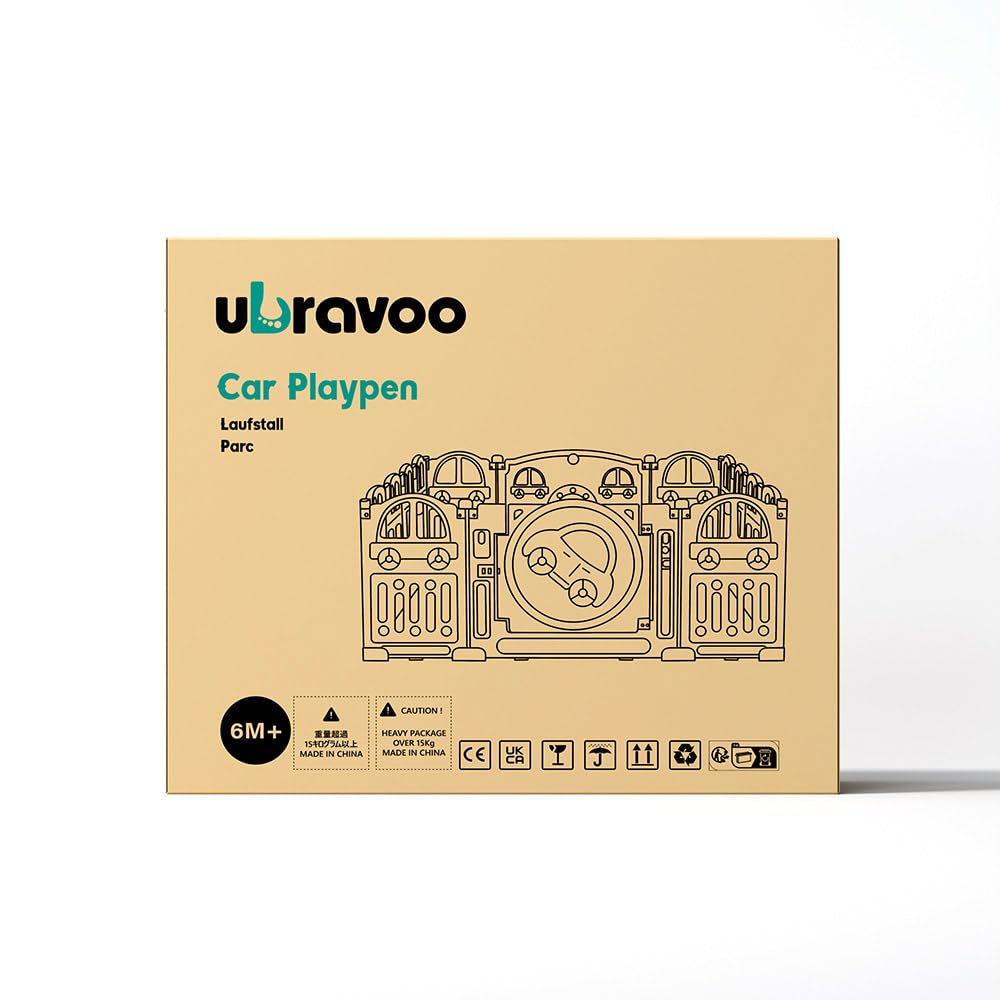 ubravoo
Car Playpen
Laufstall
Parc
6M+
重量超過
15キログラム以上
MADE IN CHINA
CAUTION !
HEAVY PACKAGE
OVER 15Kg
MADE IN CHINA
CE
UK
CA